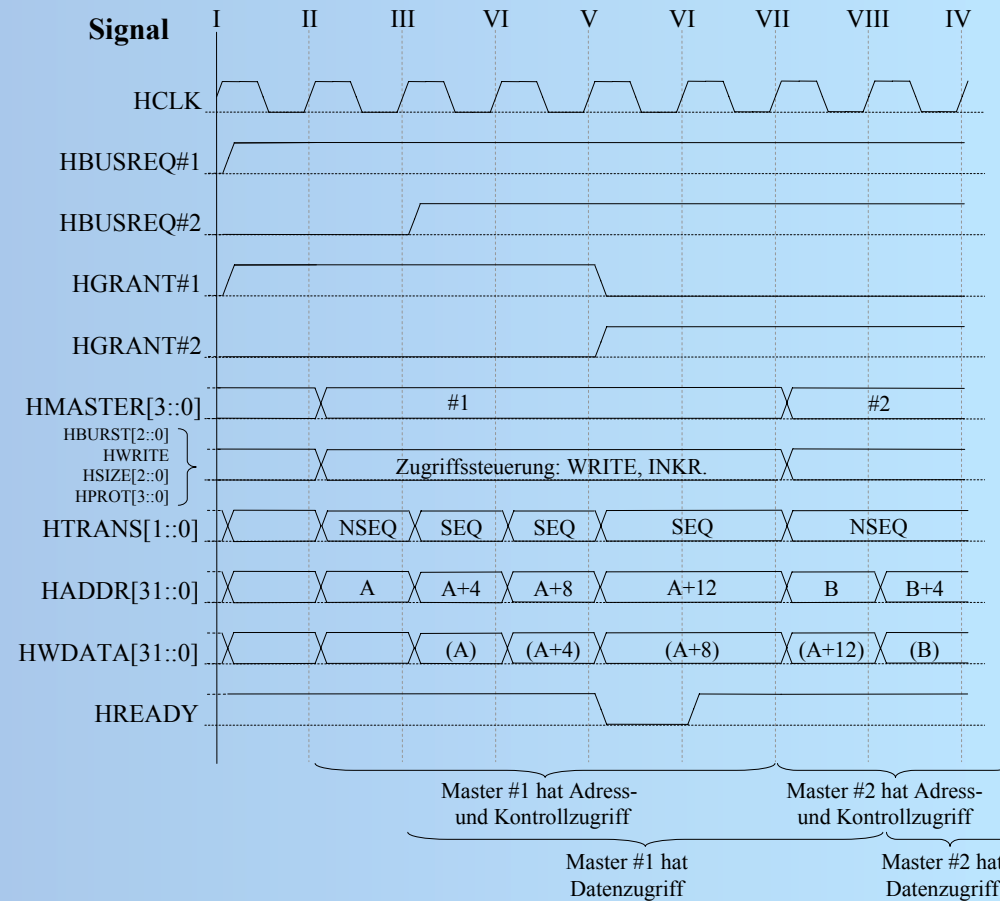 Signal I II III VI V VI VII VIII IV
HCLK
HBUSREQ#1
HBUSREQ#2
HGRANT#1
HGRANT#2
HMASTER[3::0] #1 #2
HBURST[2::0]
HWRITE
HSIZE[2::0]
HPROT[3::0]
Zugriffssteuerung: WRITE, INKR.
HTRANS[1::0] NSEQ SEQ SEQ SEQ NSEQ
HADDR[31::0] A A+4 A+8 A+12 B B+4
HWDATA[31::0] (A) (A+4) (A+8) (A+12) (B)
HREADY
Master #1 hat Adress-
und Kontrollzugriff
Master #2 hat Adress-
und Kontrollzugriff
Master #1 hat
Datenzugriff
Master #2 hat
Datenzugriff